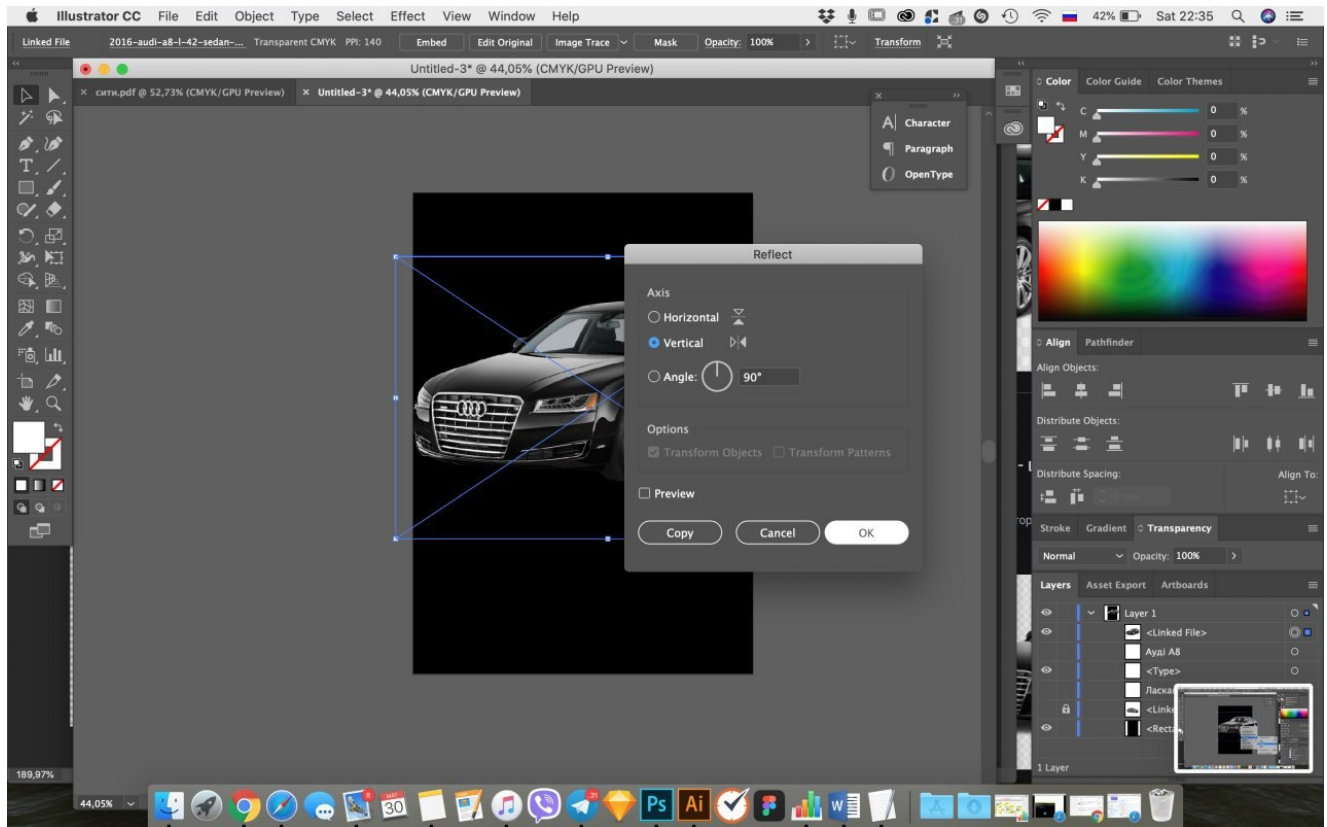 Illustrator CC File Edit Object Type Select Effect View Window Help 42% Sat 22:35
Linked File 2016-audi-a8-l-42-sedan-... Transparent CMYK PPI: 140 Embed Edit Original Image Trace Mask Opacity: 100% Transform
Untitled-3* @ 44,05% (CMYK/GPU Preview)
× сити.pdf @ 52,73% (CMYK/GPU Preview) × Untitled-3* @ 44,05% (CMYK/GPU Preview)
Character
Paragraph
OpenType
Color Color Guide Color Themes
C 0 %
M 0 %
Y 0 %
K 0 %
Reflect
Axis
Horizontal
Vertical
Angle: 90°
Options
Transform Objects Transform Patterns
Preview
Copy Cancel OK
Align Pathfinder
Align Objects:
Distribute Objects:
Distribute Spacing: Align To:
Stroke Gradient Transparency
Normal Opacity: 100%
Layers Asset Export Artboards
Layer 1
<Linked File>
Ауді А8
<Type>
Ласка
<Linke
<Recta
1 Layer
189,97%
44,05%
30
Ps Ai W